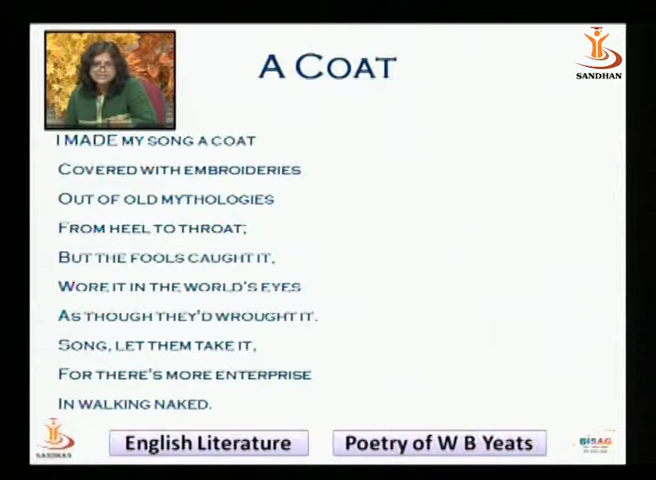 A COAT
SANDHAN
I MADE MY SONG A COAT
COVERED WITH EMBROIDERIES
OUT OF OLD MYTHOLOGIES
FROM HEEL TO THROAT;
BUT THE FOOLS CAUGHT IT,
WORE IT IN THE WORLD'S EYES
AS THOUGH THEY'D WROUGHT IT.
SONG, LET THEM TAKE IT,
FOR THERE'S MORE ENTERPRISE
IN WALKING NAKED.
SANDHAN
English Literature
Poetry of W B Yeats
BISAG